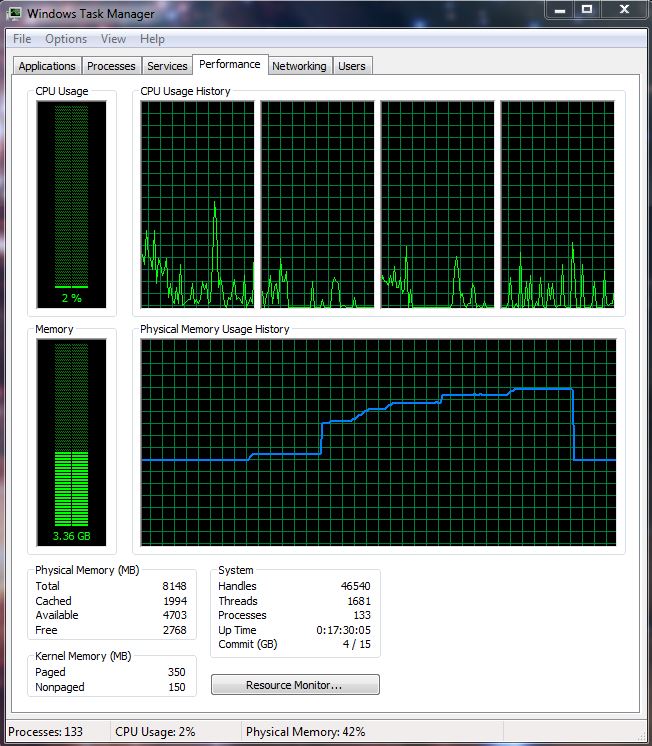 Windows Task Manager
File Options View Help
Applications Processes Services Performance Networking Users
CPU Usage CPU Usage History
2 %
Memory Physical Memory Usage History
3.36 GB
Physical Memory (MB)
Total 8148
Cached 1994
Available 4703
Free 2768
Kernel Memory (MB)
Paged 350
Nonpaged 150
System
Handles 46540
Threads 1681
Processes 133
Up Time 0:17:30:05
Commit (GB) 4 / 15
Resource Monitor...
Processes: 133 CPU Usage: 2% Physical Memory: 42%